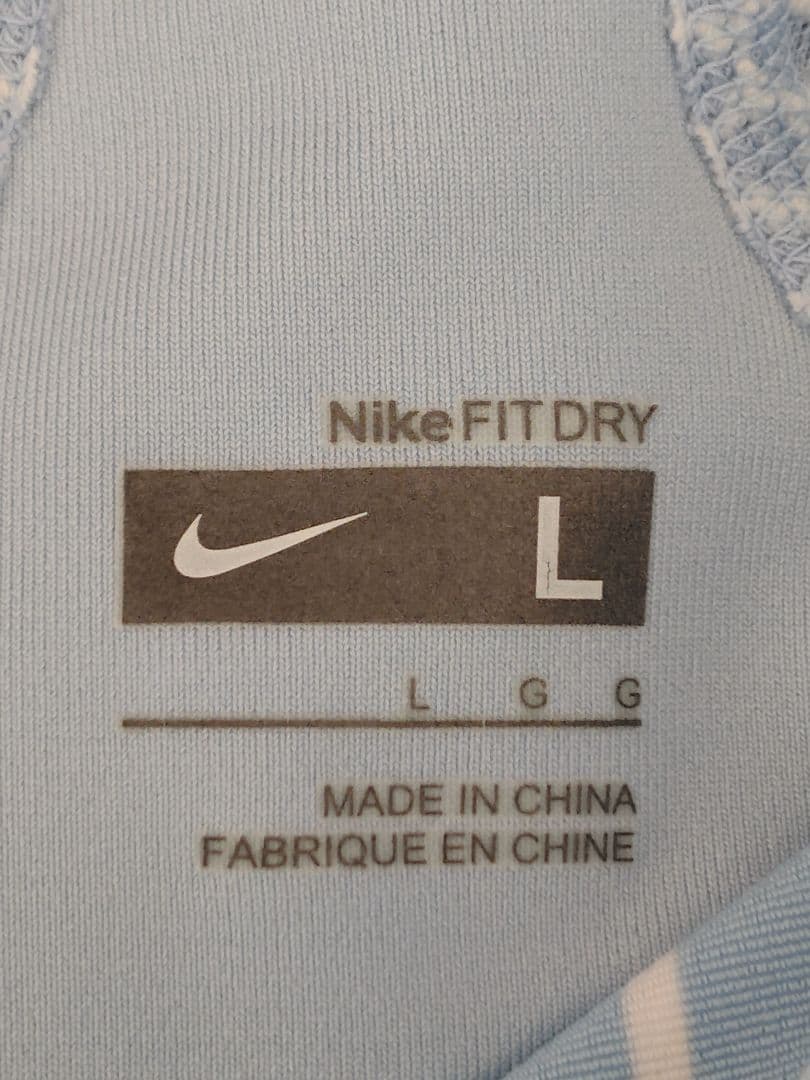 Nike FIT DRY
L
L G G
MADE IN CHINA
FABRIQUE EN CHINE